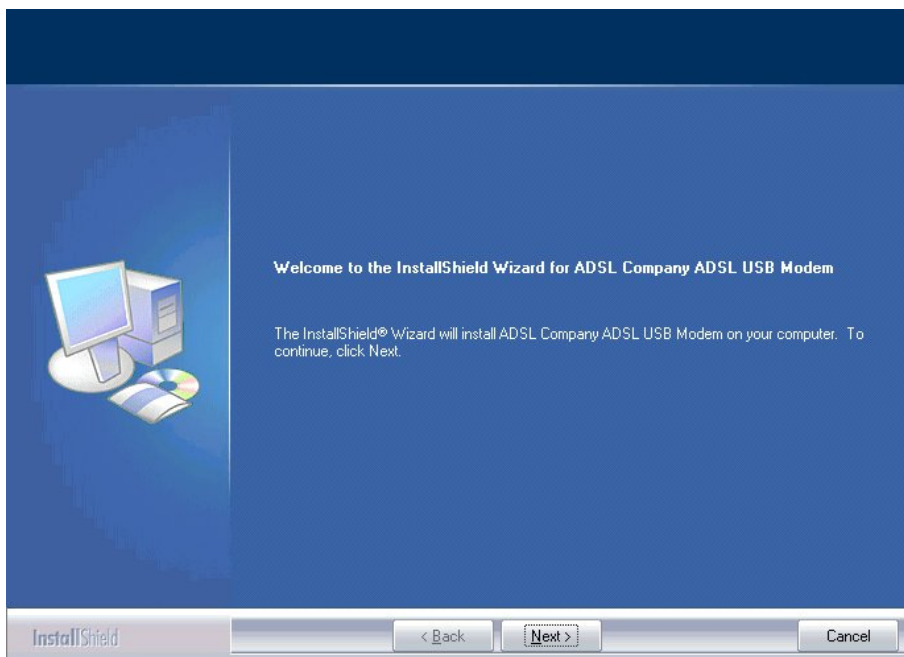 Welcome to the InstallShield Wizard for ADSL Company ADSL USB Modem
The InstallShield® Wizard will install ADSL Company ADSL USB Modem on your computer. To
continue, click Next.
InstallShield
< Back
Next >
Cancel